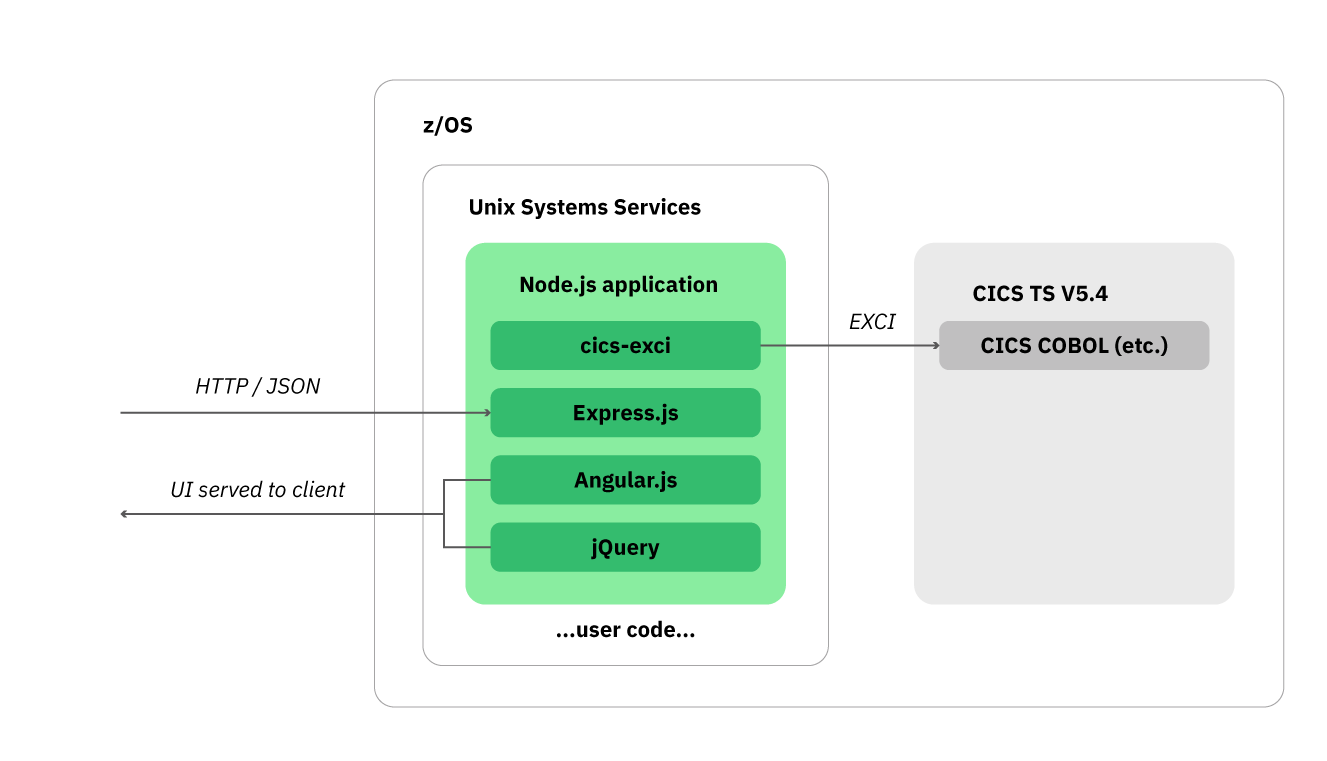 z/OS
Unix Systems Services
Node.js application
cics-exci
Express.js
Angular.js
jQuery
...user code...
HTTP / JSON
UI served to client
EXCI
CICS TS V5.4
CICS COBOL (etc.)